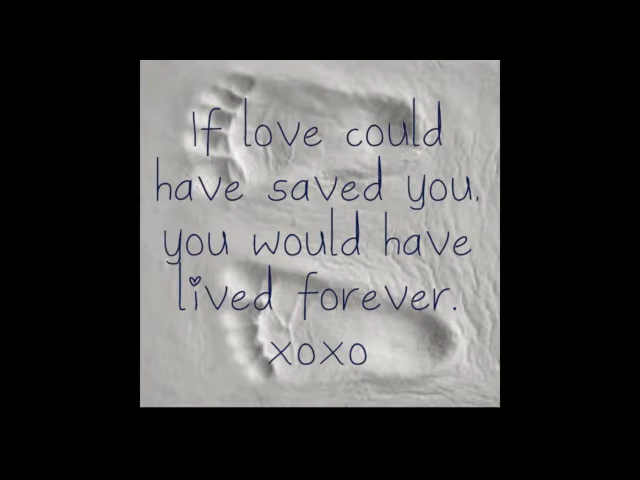 If love could
have saved you,
you would have
lived forever.
xoxo